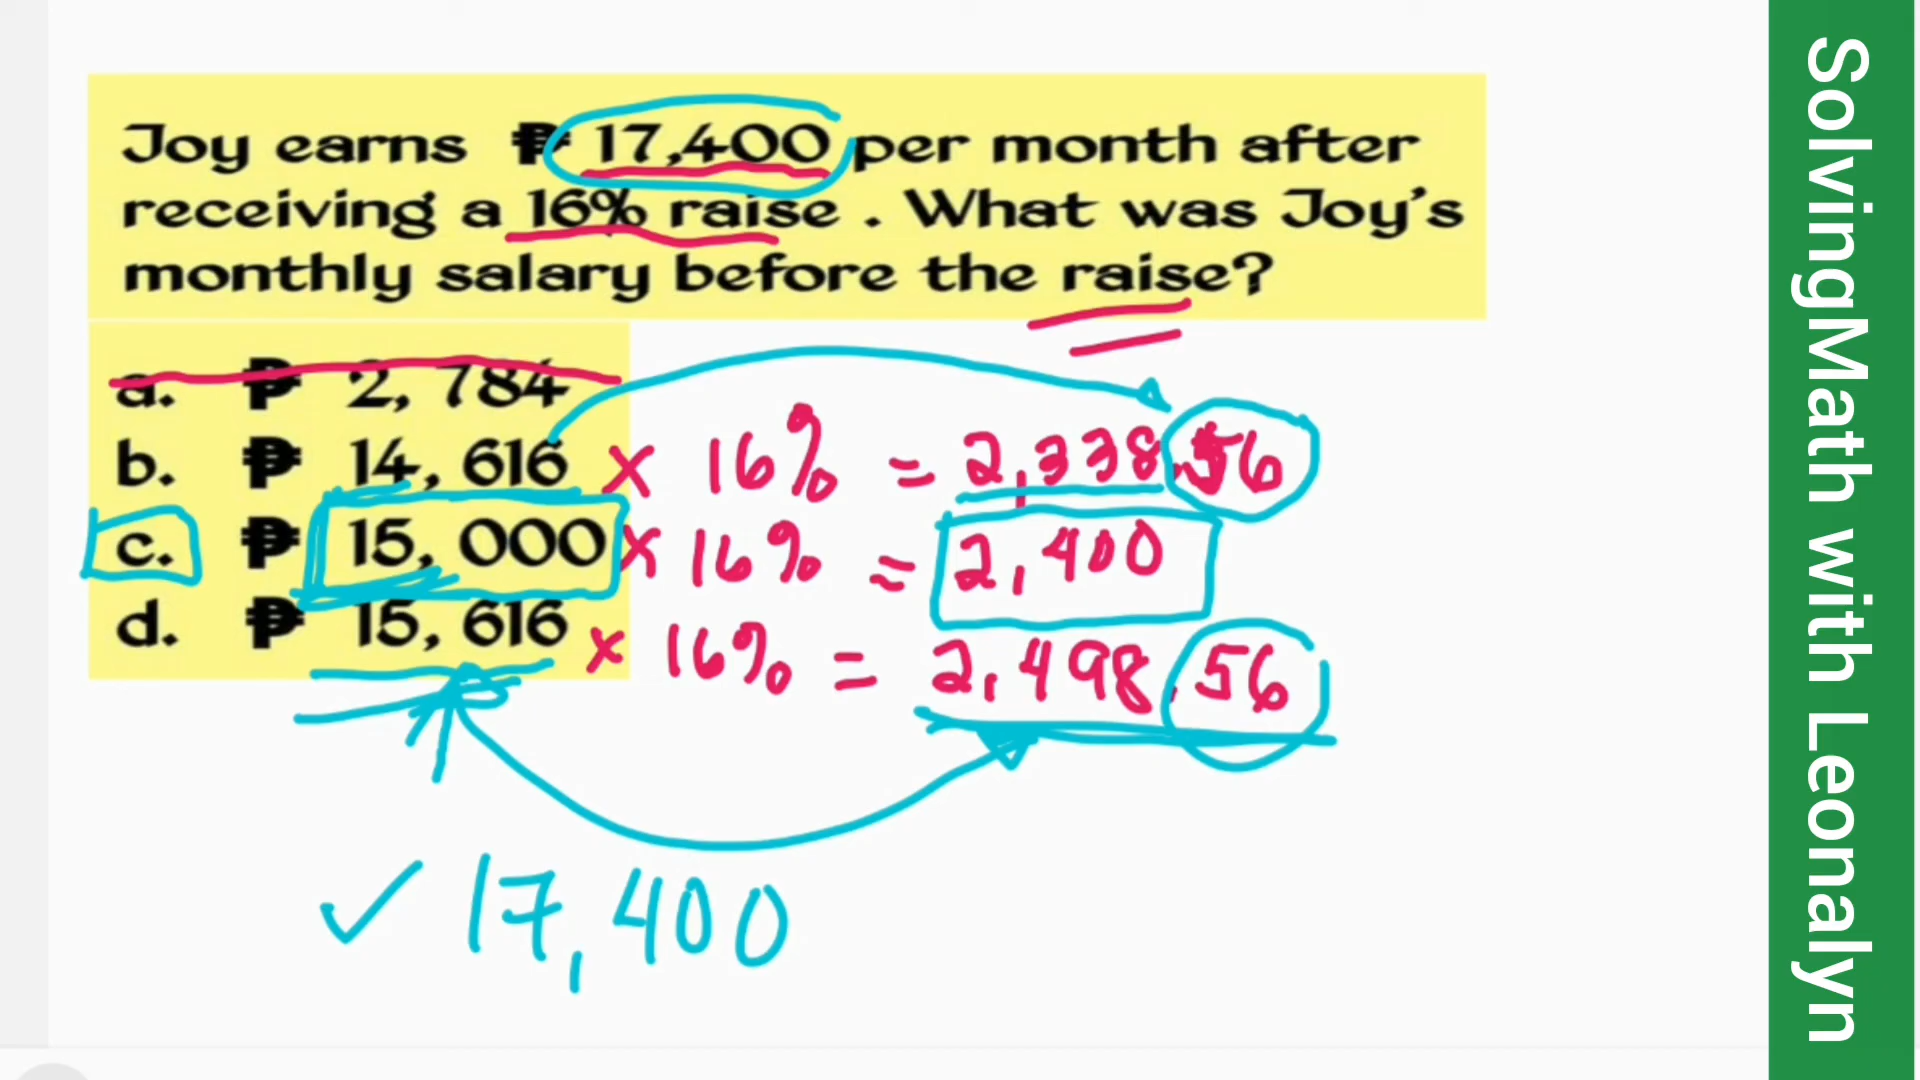 Joy earns ₱ 17,400 per month after
receiving a 16% raise . What was Joy's
monthly salary before the raise?
a. ₱ 2, 784
b. ₱ 14, 616 × 16% = 2,338.56
c. ₱ 15, 000 × 16% = 2,400
d. ₱ 15, 616 × 16% = 2,498.56
✓ 17,400
SolvingMath with Leonalyn